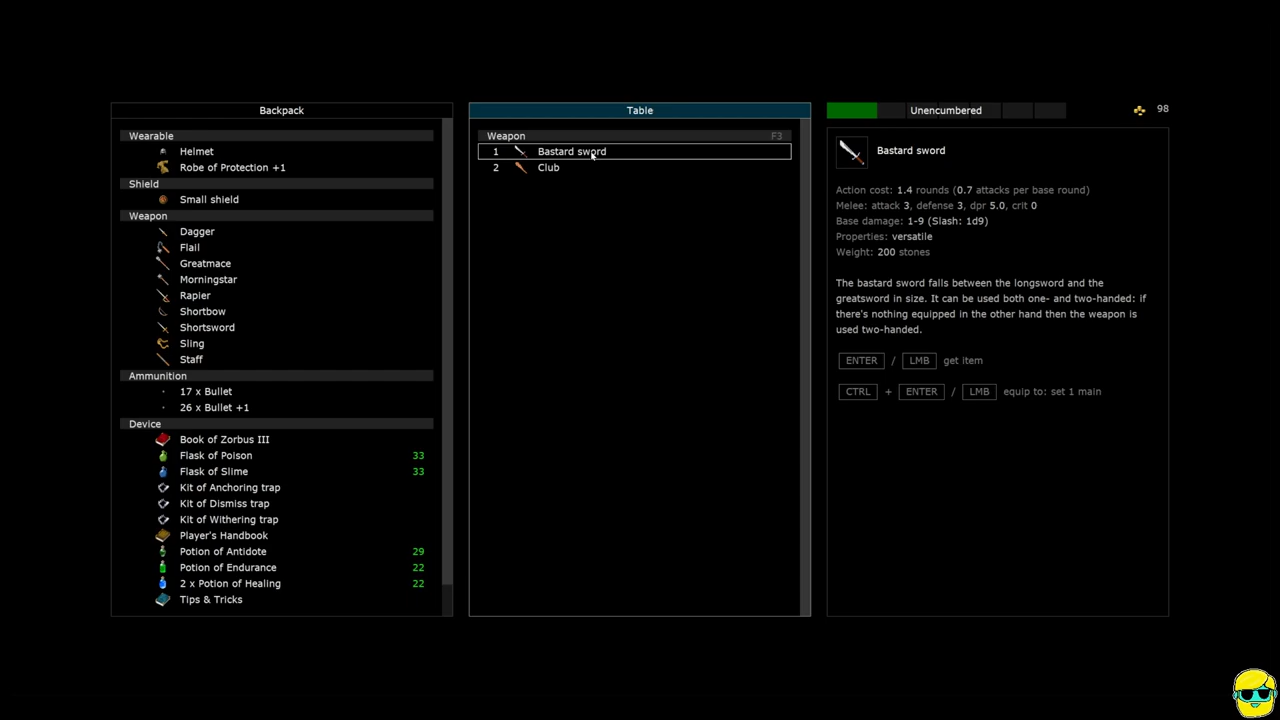 Backpack
Wearable
Helmet
Robe of Protection +1
Shield
Small shield
Weapon
Dagger
Flail
Greatmace
Morningstar
Rapier
Shortbow
Shortsword
Sling
Staff
Ammunition
17 x Bullet
26 x Bullet +1
Device
Book of Zorbus III
Flask of Poison 33
Flask of Slime 33
Kit of Anchoring trap
Kit of Dismiss trap
Kit of Withering trap
Player's Handbook
Potion of Antidote 29
Potion of Endurance 22
2 x Potion of Healing 22
Tips & Tricks
Table
Weapon F3
1 Bastard sword
2 Club
Unencumbered 98
Bastard sword
Action cost: 1.4 rounds (0.7 attacks per base round)
Melee: attack 3, defense 3, dpr 5.0, crit 0
Base damage: 1-9 (Slash: 1d9)
Properties: versatile
Weight: 200 stones
The bastard sword falls between the longsword and the
greatsword in size. It can be used both one- and two-handed: if
there's nothing equipped in the other hand then the weapon is
used two-handed.
ENTER / LMB get item
CTRL + ENTER / LMB equip to: set 1 main